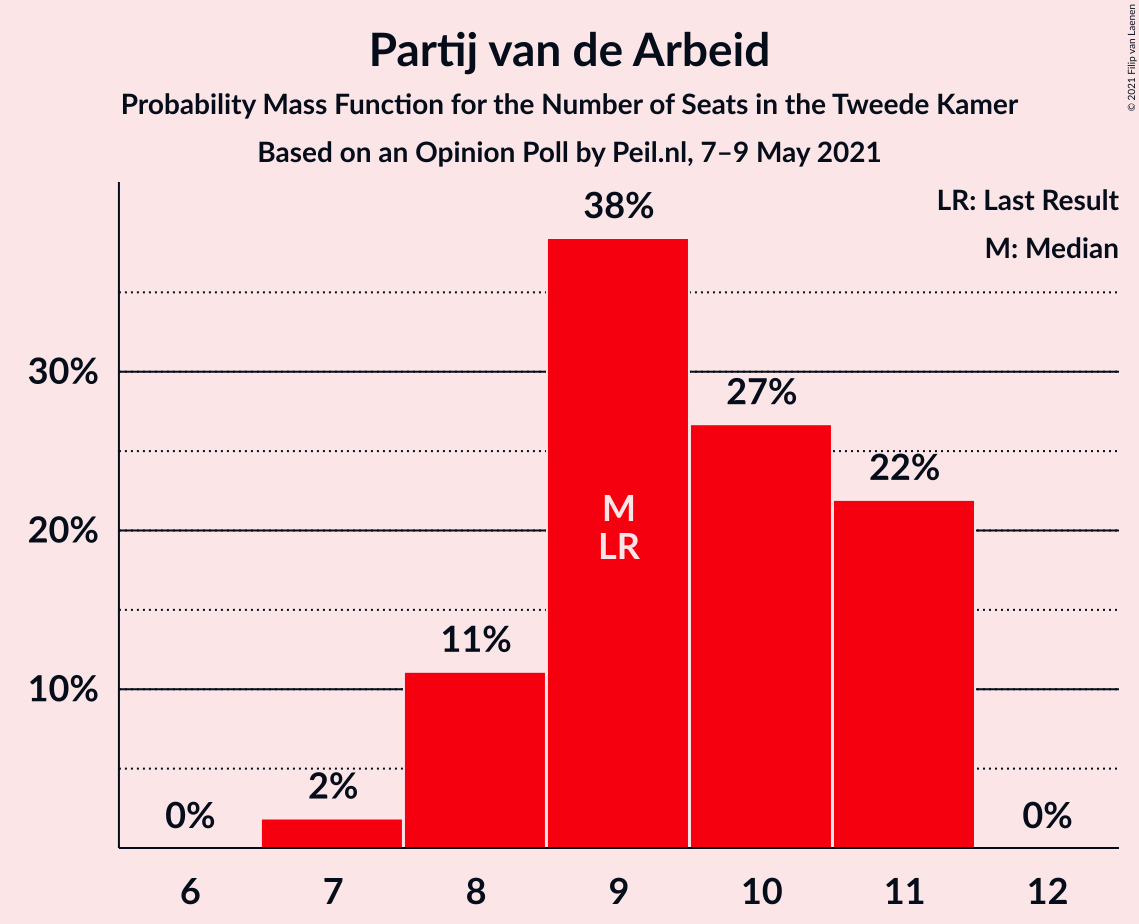 Partij van de Arbeid
Probability Mass Function for the Number of Seats in the Tweede Kamer
Based on an Opinion Poll by Peil.nl, 7–9 May 2021
© 2021 Filip van Laenen
LR: Last Result
M: Median
38%
30%
27%
22%
M
20%
LR
11%
10%
2%
0%
0%
6 7 8 9 10 11 12